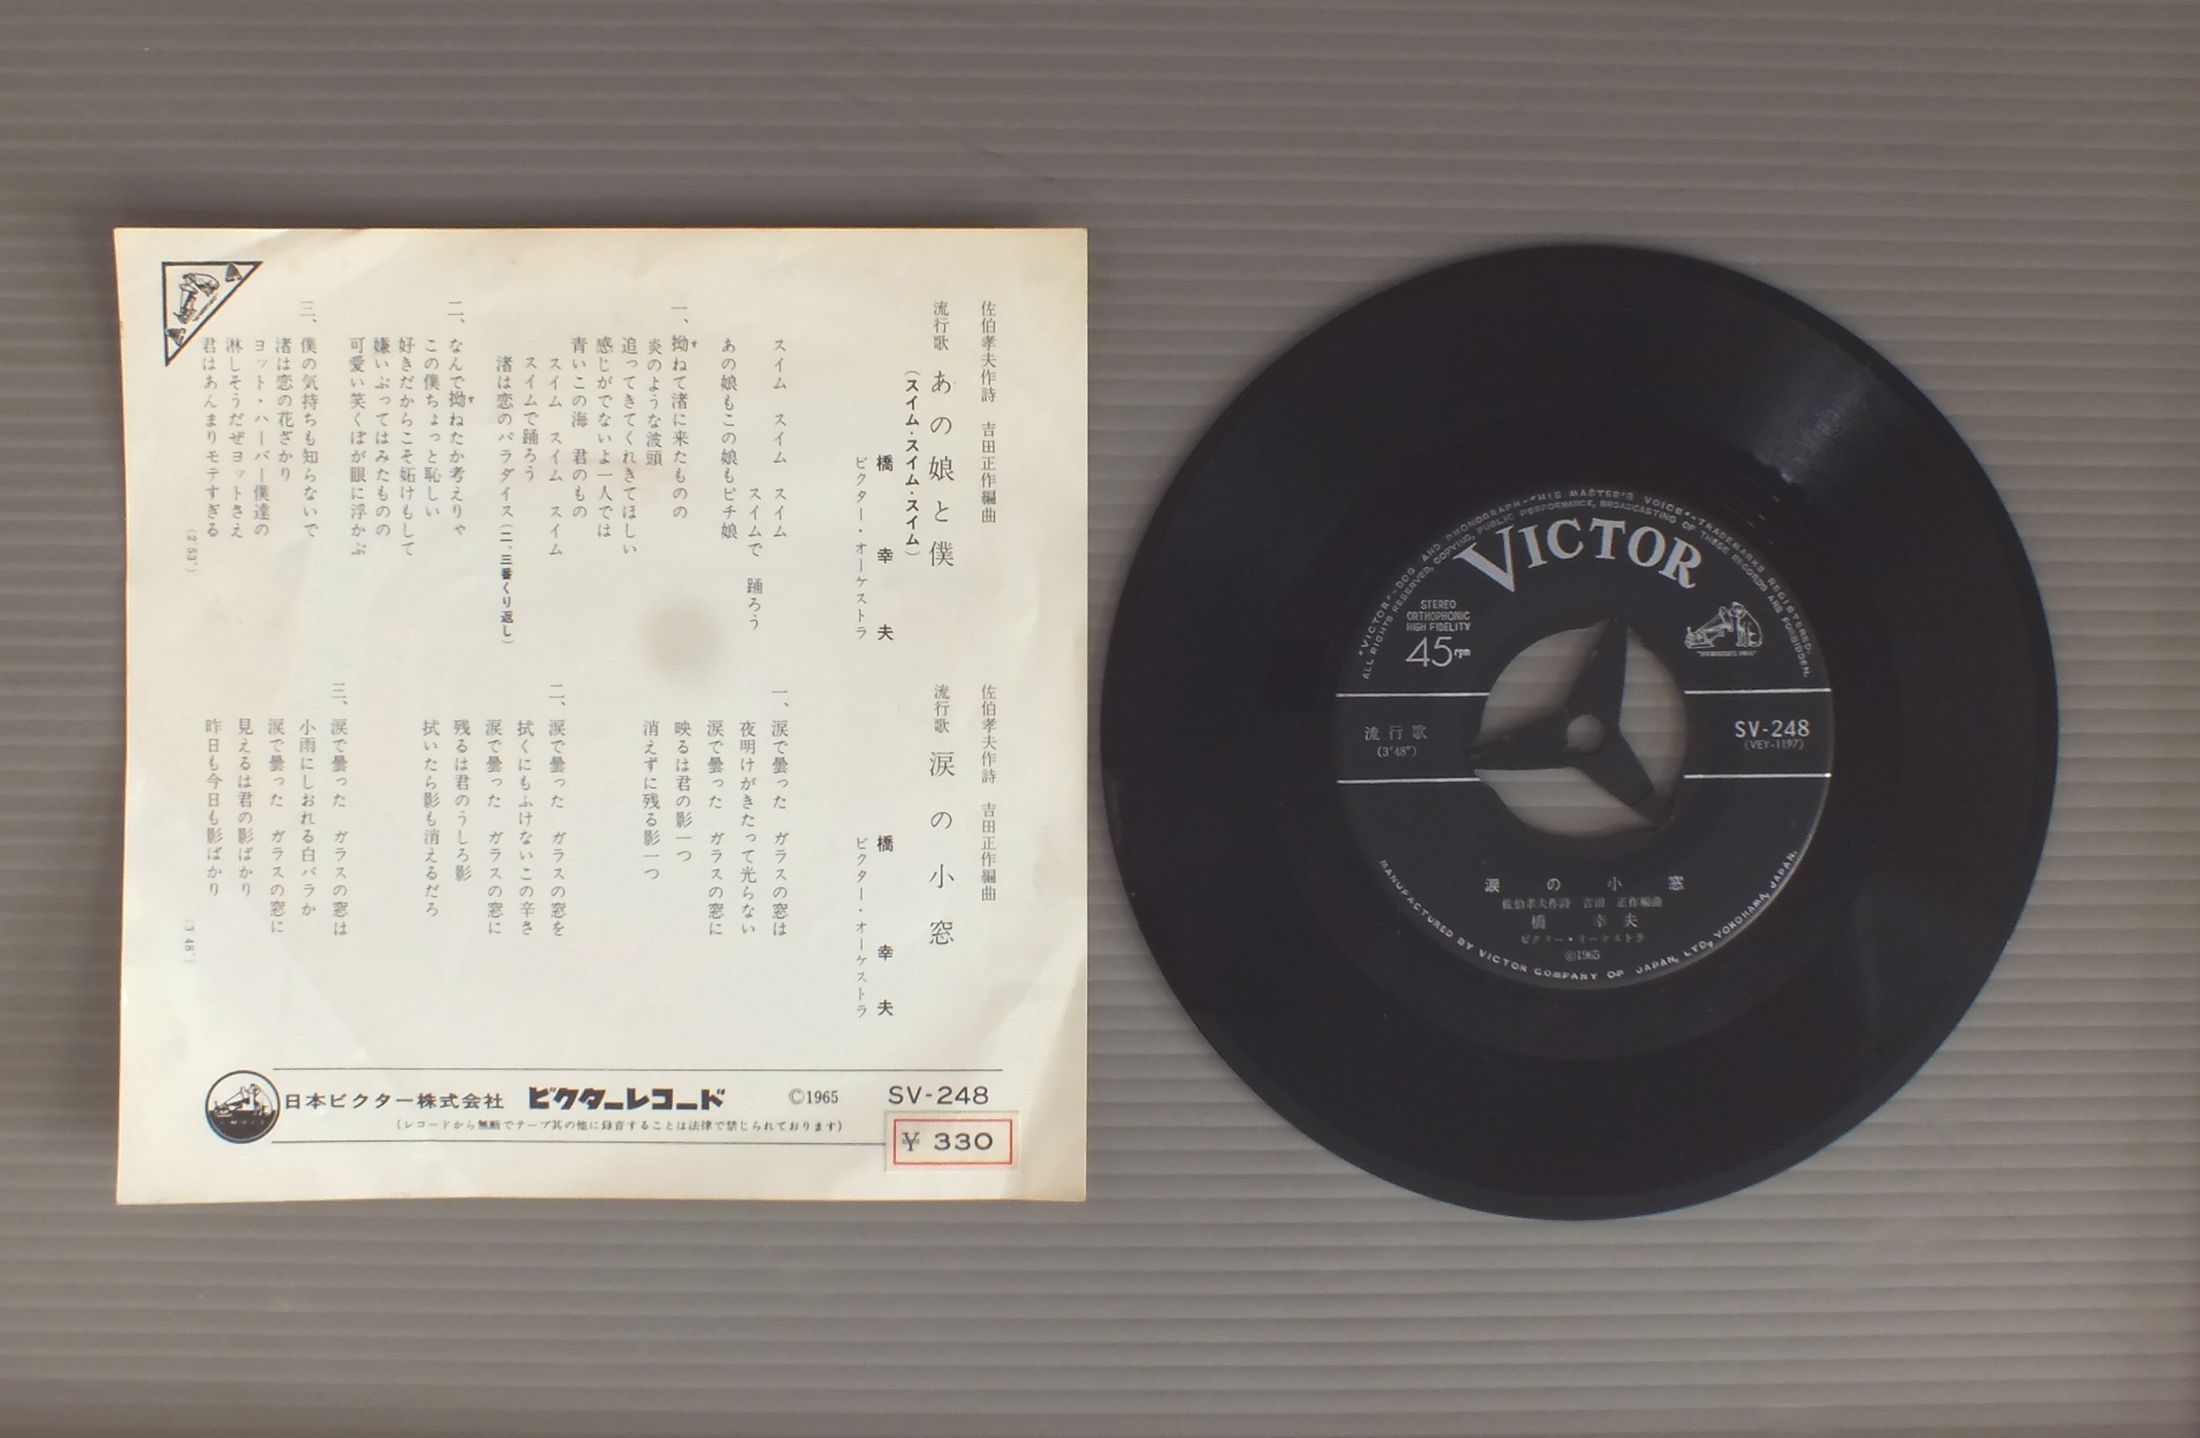 佐伯孝夫作詩　吉田正作編曲
流行歌　あの娘と僕
（スイム・スイム・スイム）
橋　幸　夫
ビクター・オーケストラ
スイム　スイム　スイム
スイムで　踊ろう
あの娘もこの娘もピチ娘
一、拗ねて渚に来たものの
炎のような波頭
追ってきてくれきてほしい
感じがでないよ一人では
青いこの海　君のもの
スイム　スイム　スイム
スイムで踊ろう
渚は恋のパラダイス（二、三番くり返し）
二、なんで拗ねたか考えりゃ
この僕ちょっと恥しい
好きだからこそ妬けもして
嫌いぶってはみたものの
可愛い笑くぼが眼に浮かぶ
三、僕の気持ちも知らないで
渚は恋の花ざかり
ヨット・ハーバー僕達の
淋しそうだぜヨットさえ
君はあんまりモテすぎる
（2′53″）
佐伯孝夫作詩　吉田正作編曲
流行歌　涙の小窓
橋　幸　夫
ビクター・オーケストラ
一、涙で曇った　ガラスの窓は
夜明けがきたって光らない
涙で曇った　ガラスの窓に
映るは君の影一つ
消えずに残る影一つ
二、涙で曇った　ガラスの窓を
拭くにもふけないこの辛さ
涙で曇った　ガラスの窓に
残るは君のうしろ影
拭いたら影も消えるだろ
三、涙で曇った　ガラスの窓は
小雨にしおれる白バラか
涙で曇った　ガラスの窓に
見えるは君の影ばかり
昨日も今日も影ばかり
（3′48″）
日本ビクター株式会社　ビクターレコード　©1965　SV-248
（レコードから無断でテープ其の他に録音することは法律で禁じられております）
¥ 330
"VICTOR"-DOG AND PHONOGRAPH-"HIS MASTER'S VOICE"-TRADEMARKS REGISTERED.
ALL RIGHTS RESERVED, COPYING, PUBLIC PERFORMANCE, BROADCASTING OF THESE RECORDS ARE FORBIDDEN.
VICTOR
STEREO
ORTHOPHONIC
HIGH FIDELITY
45rpm
流行歌
(3'48")
SV-248
(VEY-1197)
涙の小窓
佐伯孝夫作詩　吉田　正作編曲
橋　幸夫
ビクター・オーケストラ
©1965
MANUFACTURED BY VICTOR COMPANY OF JAPAN, LTD, YOKOHAMA, JAPAN.